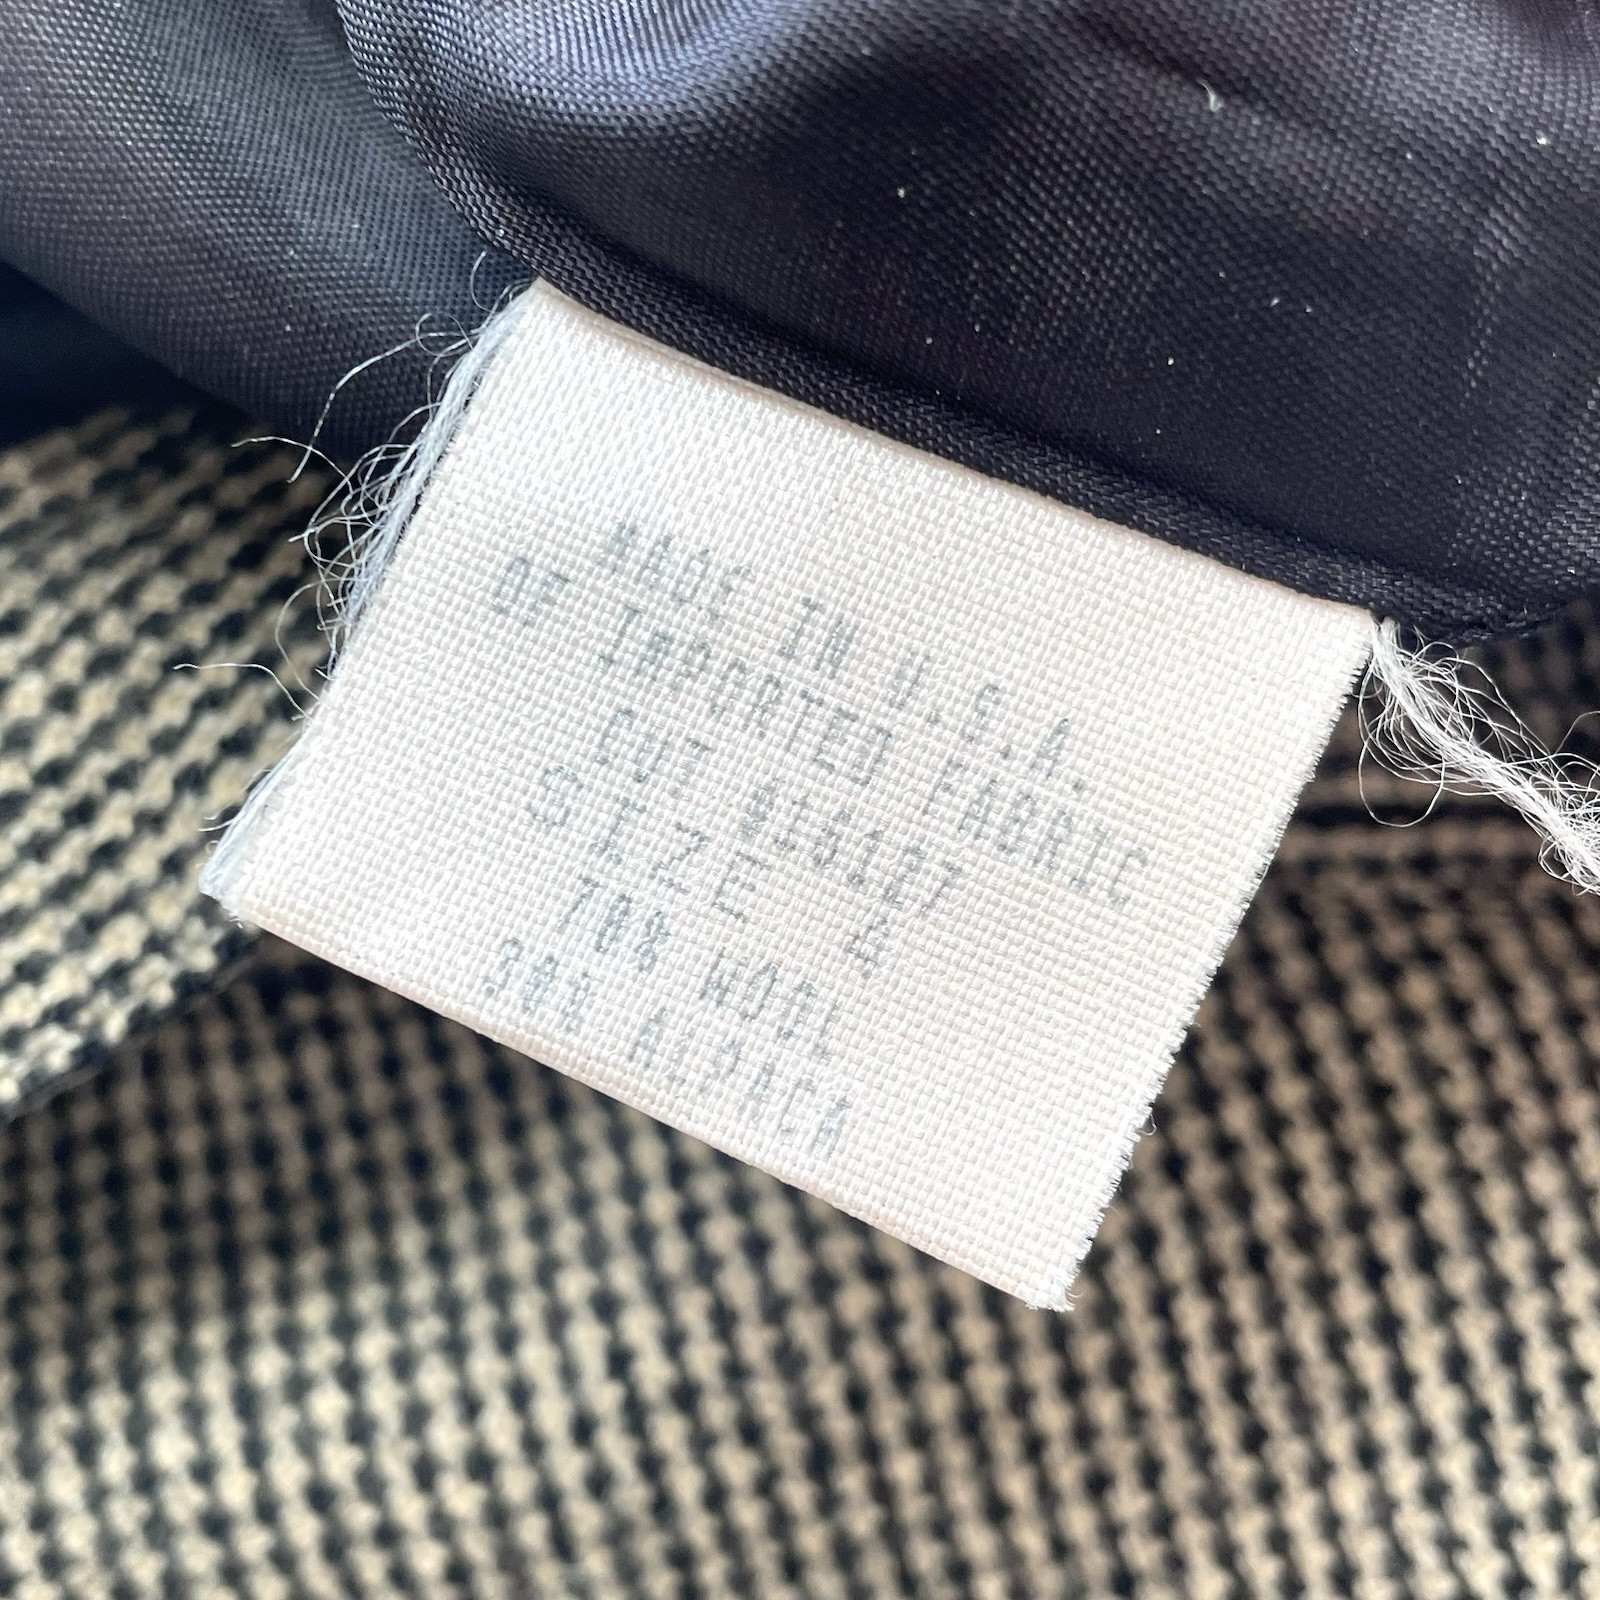 MADE IN U.S.A.
OF IMPORTED FABRIC
CUT
SIZE 4
70% WOOL
30% ALPACA